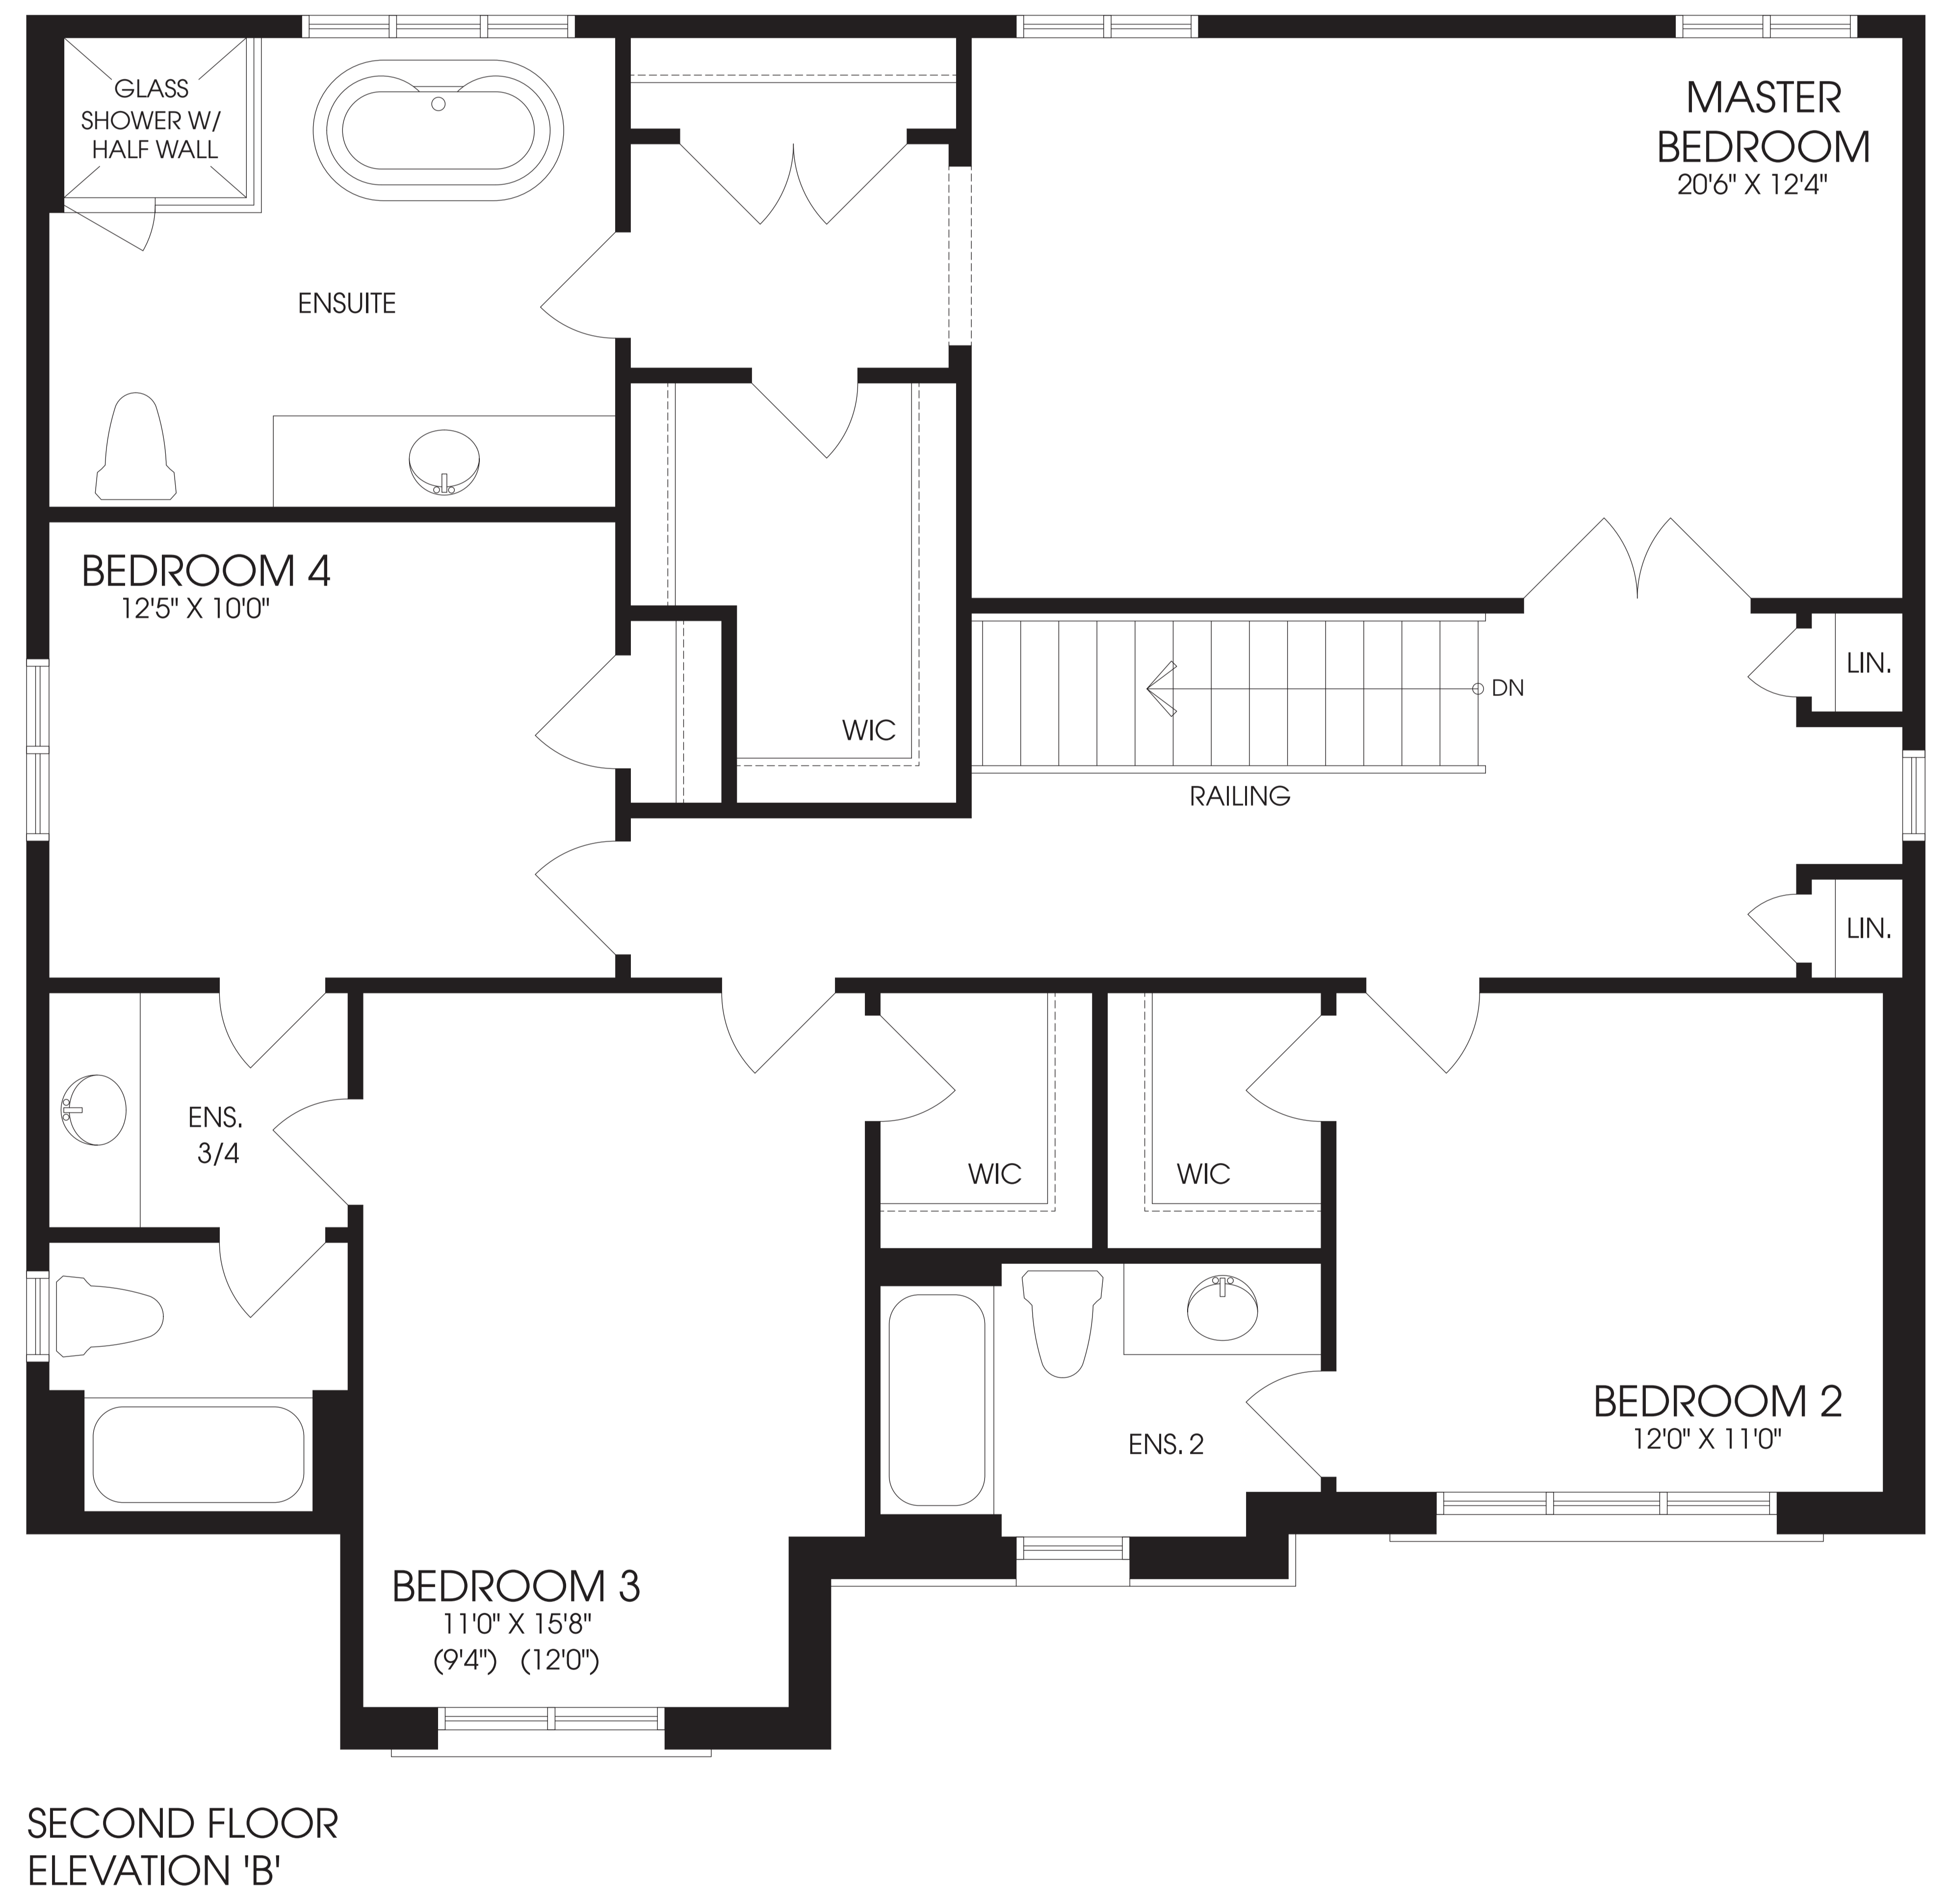 GLASS
SHOWER W/
HALF WALL
MASTER
BEDROOM
20'6" X 12'4"
ENSUITE
BEDROOM 4
12'5" X 10'0"
WIC
DN
LIN.
RAILING
LIN.
ENS.
3/4
WIC
WIC
ENS. 2
BEDROOM 2
12'0" X 11'0"
BEDROOM 3
11'0" X 15'8"
(9'4") (12'0")
SECOND FLOOR
ELEVATION 'B'